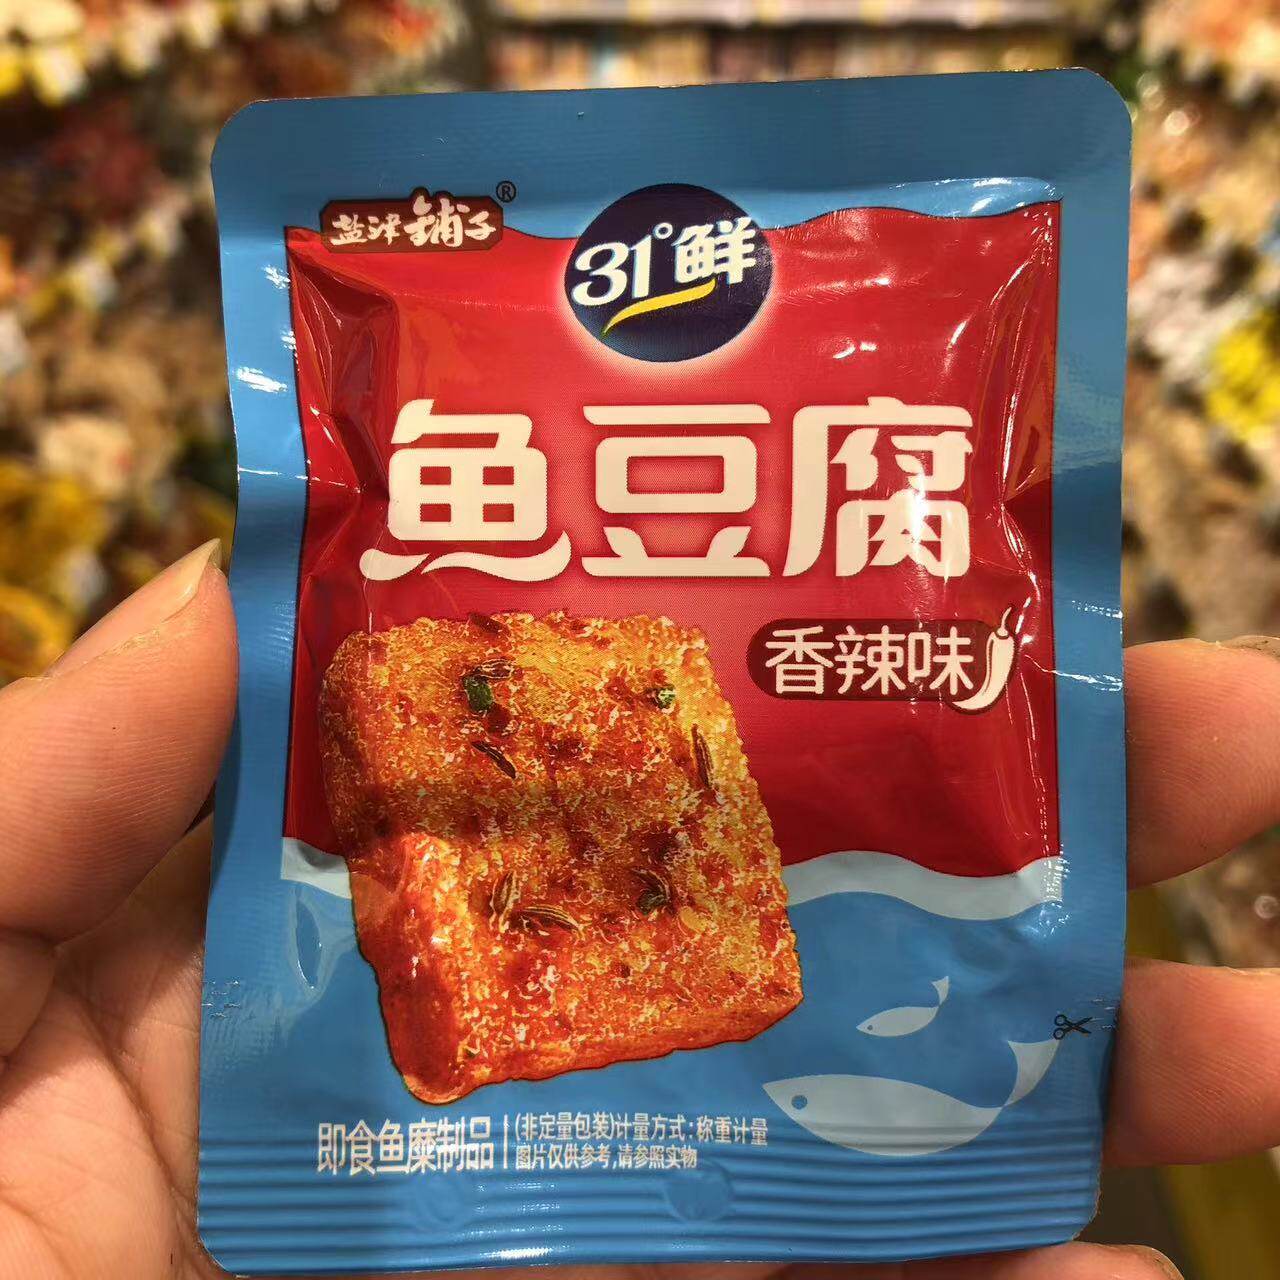 盐津铺子®
31°鲜
鱼豆腐
香辣味
即食鱼糜制品
(非定量包装)计量方式:称重计量
图片仅供参考,请参照实物